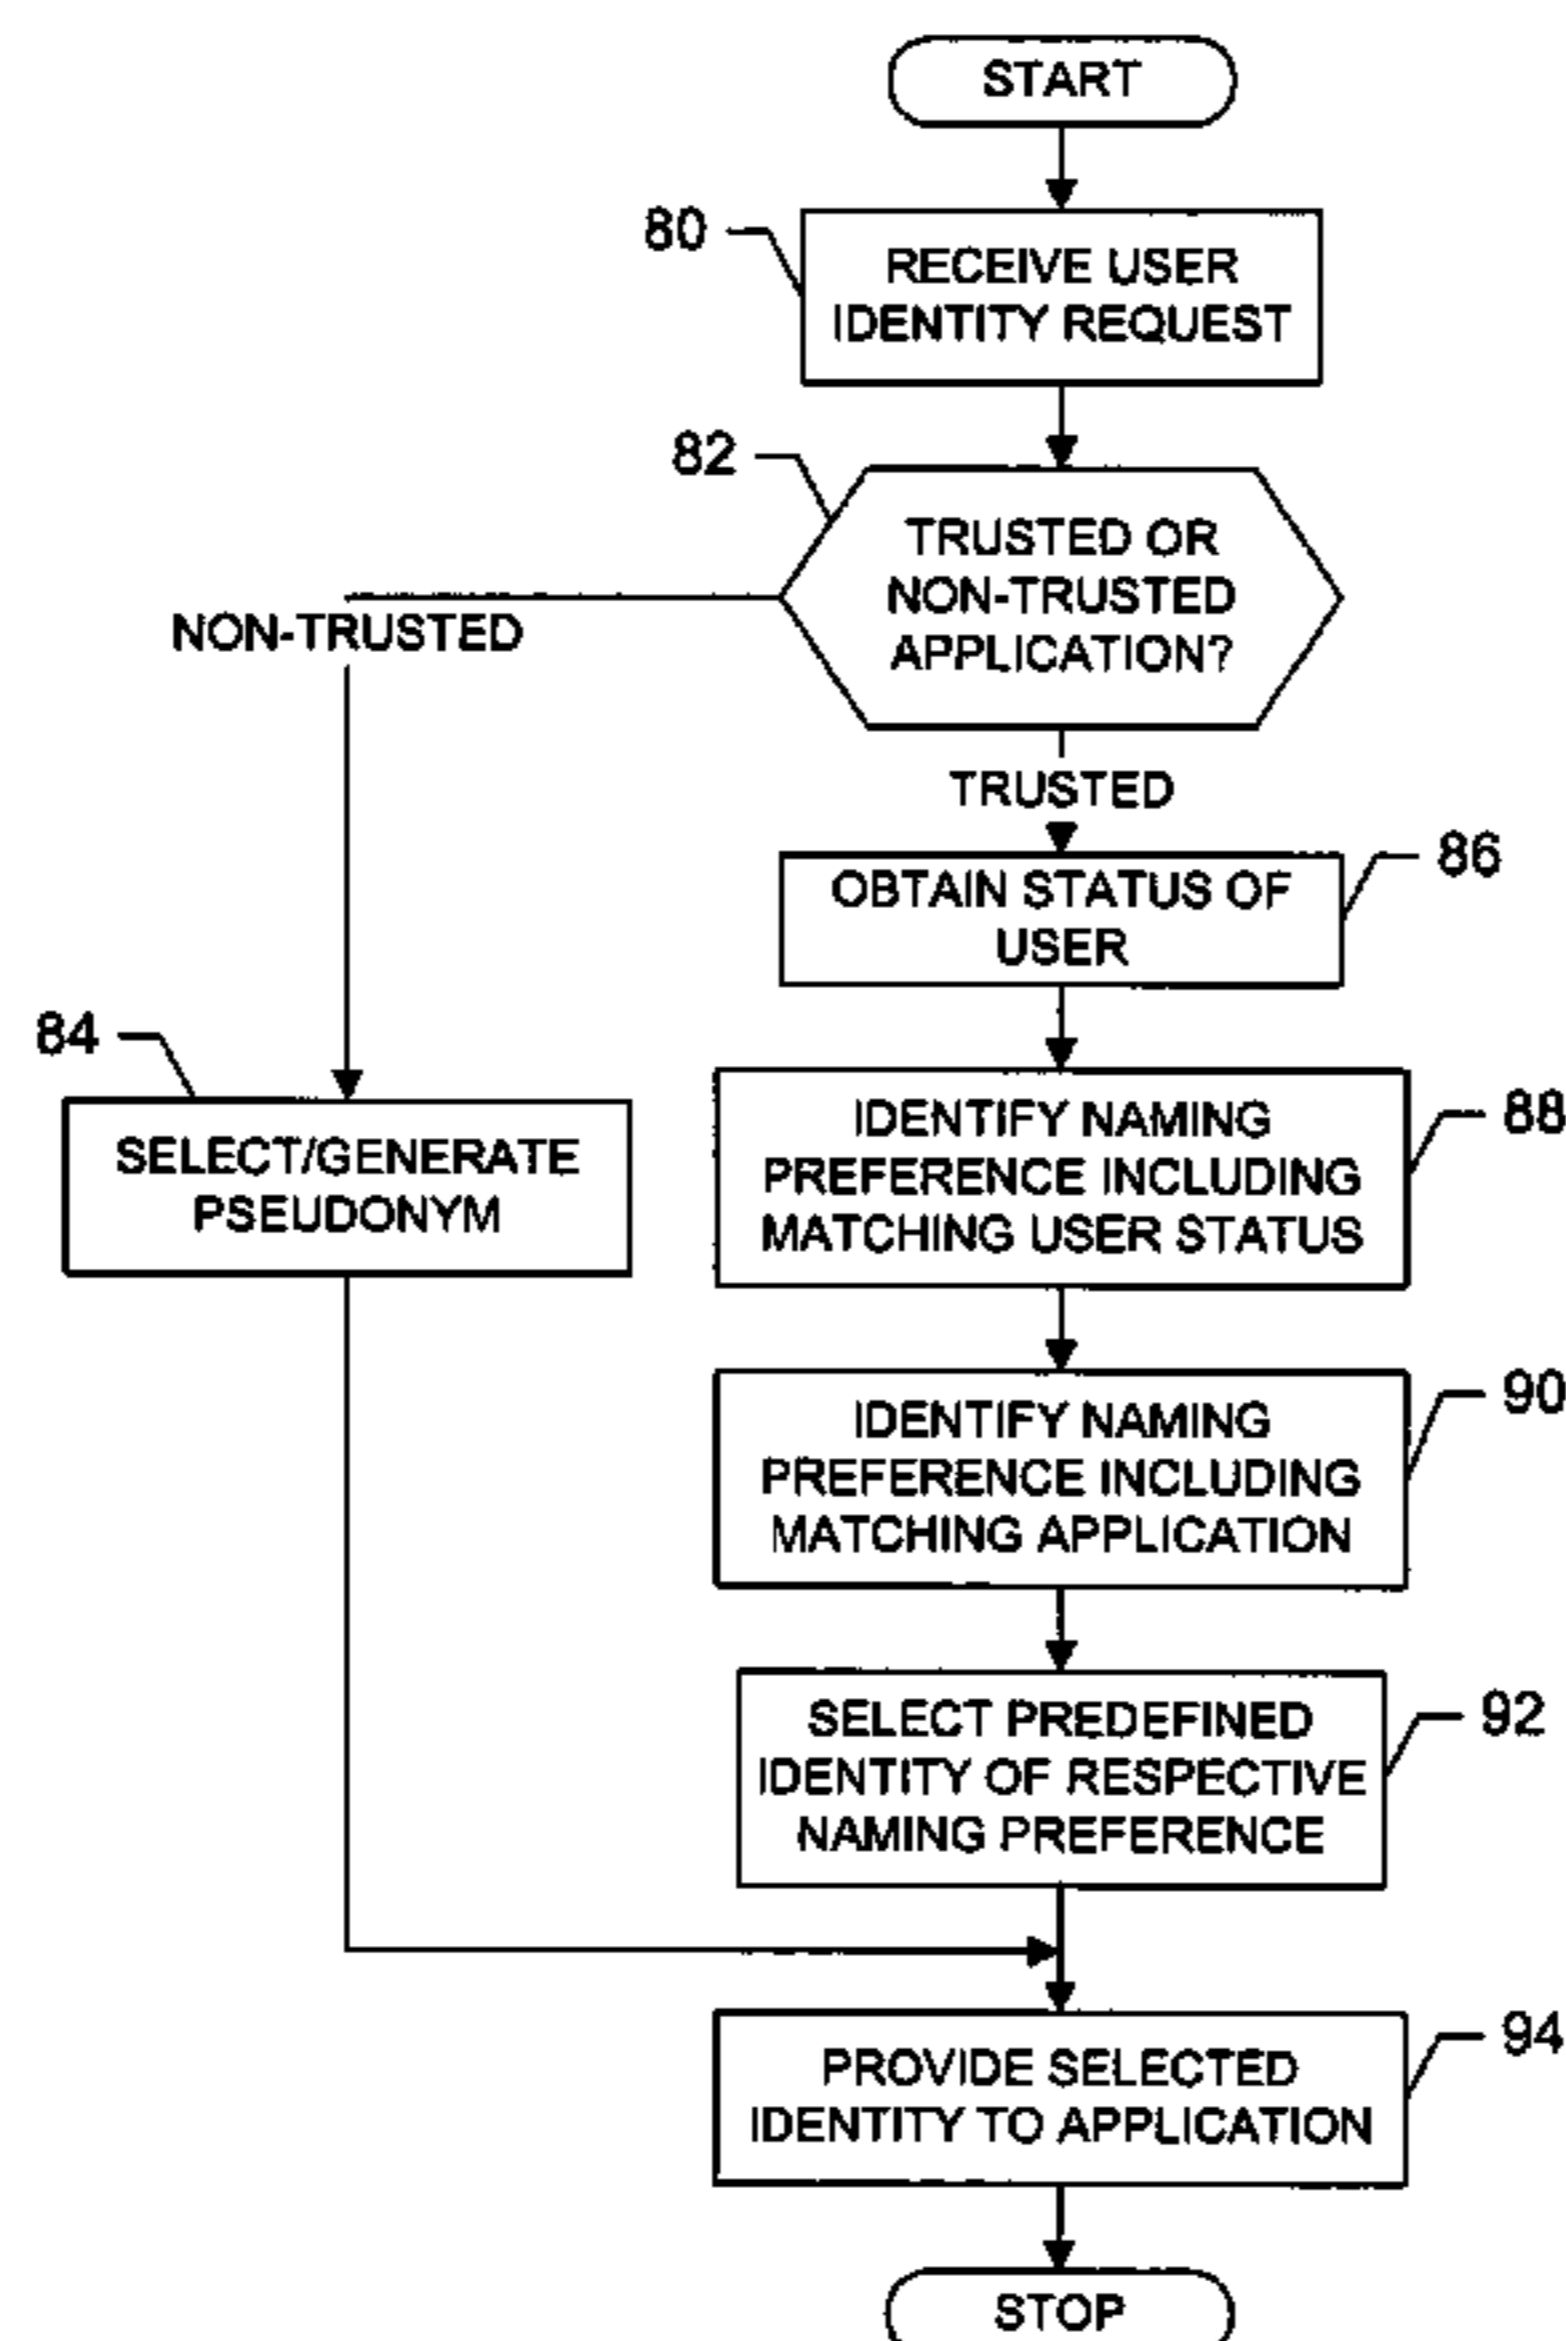 START
80
RECEIVE USER
IDENTITY REQUEST
82
TRUSTED OR
NON-TRUSTED
APPLICATION?
NON-TRUSTED
TRUSTED
86
OBTAIN STATUS OF
USER
84
SELECT/GENERATE
PSEUDONYM
88
IDENTIFY NAMING
PREFERENCE INCLUDING
MATCHING USER STATUS
90
IDENTIFY NAMING
PREFERENCE INCLUDING
MATCHING APPLICATION
92
SELECT PREDEFINED
IDENTITY OF RESPECTIVE
NAMING PREFERENCE
94
PROVIDE SELECTED
IDENTITY TO APPLICATION
STOP